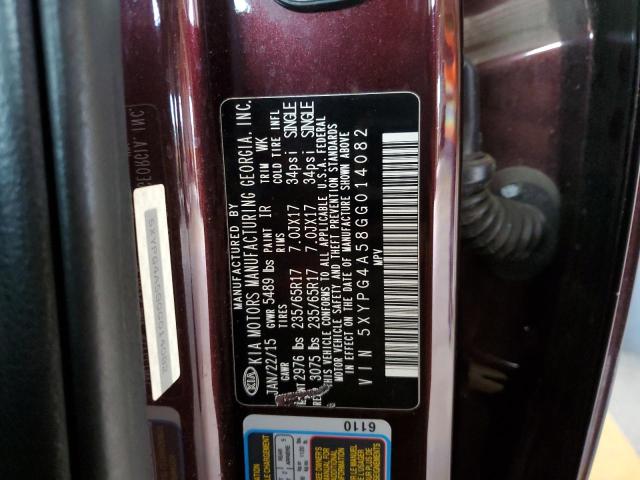 MANUFACTURED BY
KIA KIA MOTORS MANUFACTURING GEORGIA, INC.
JAN/22/15 GVWR 5489 lbs PAINT IR TRIM WK
GAWR TIRES RIMS COLD TIRE INFL
2976 lbs 235/65R17 7.0JX17 34psi SINGLE
3075 lbs 235/65R17 7.0JX17 34psi SINGLE
THIS VEHICLE CONFORMS TO ALL APPLICABLE U.S.A. FEDERAL
MOTOR VEHICLE SAFETY AND THEFT PREVENTION STANDARDS
IN EFFECT ON THE DATE OF MANUFACTURE SHOWN ABOVE
VIN 5XYPG4A58GG014082
MPV
6110